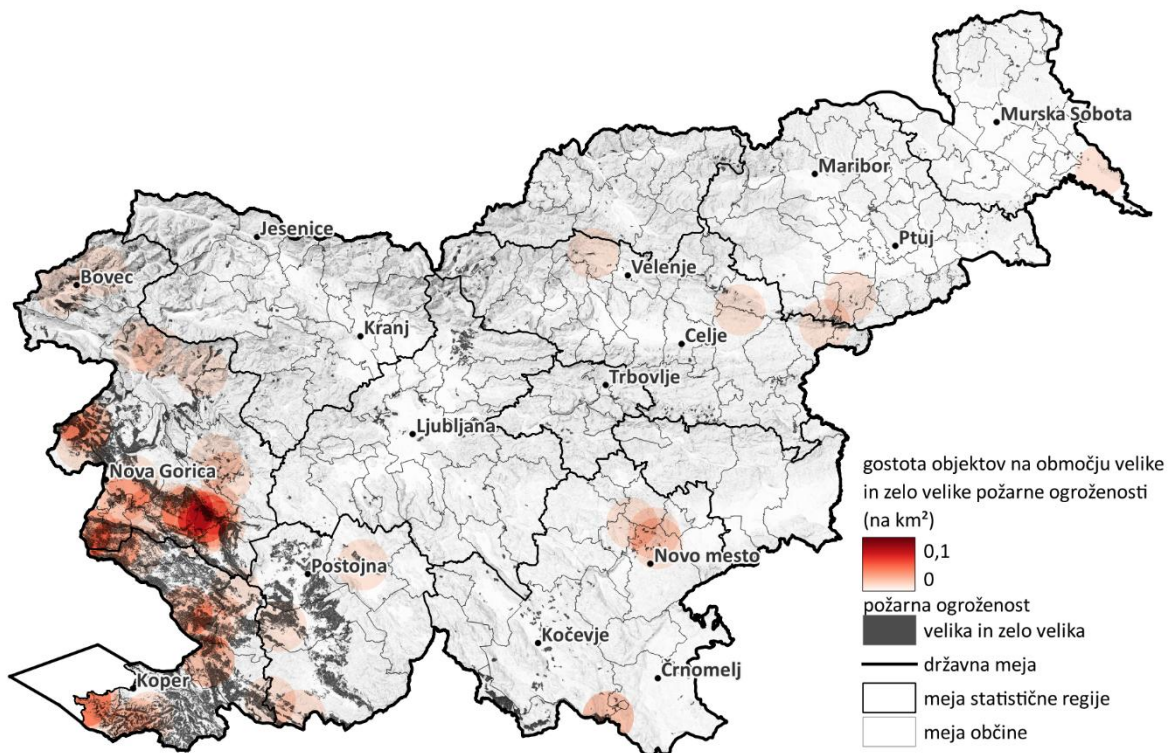 Murska Sobota
Maribor
Jesenice
Ptuj
Bovec
Velenje
Kranj
Celje
Trbovlje
Ljubljana
Nova Gorica
Novo mesto
Postojna
Kočevje
Črnomelj
Koper
gostota objektov na območju velike
in zelo velike požarne ogroženosti
(na km²)
0,1
0
požarna ogroženost
velika in zelo velika
državna meja
meja statistične regije
meja občine